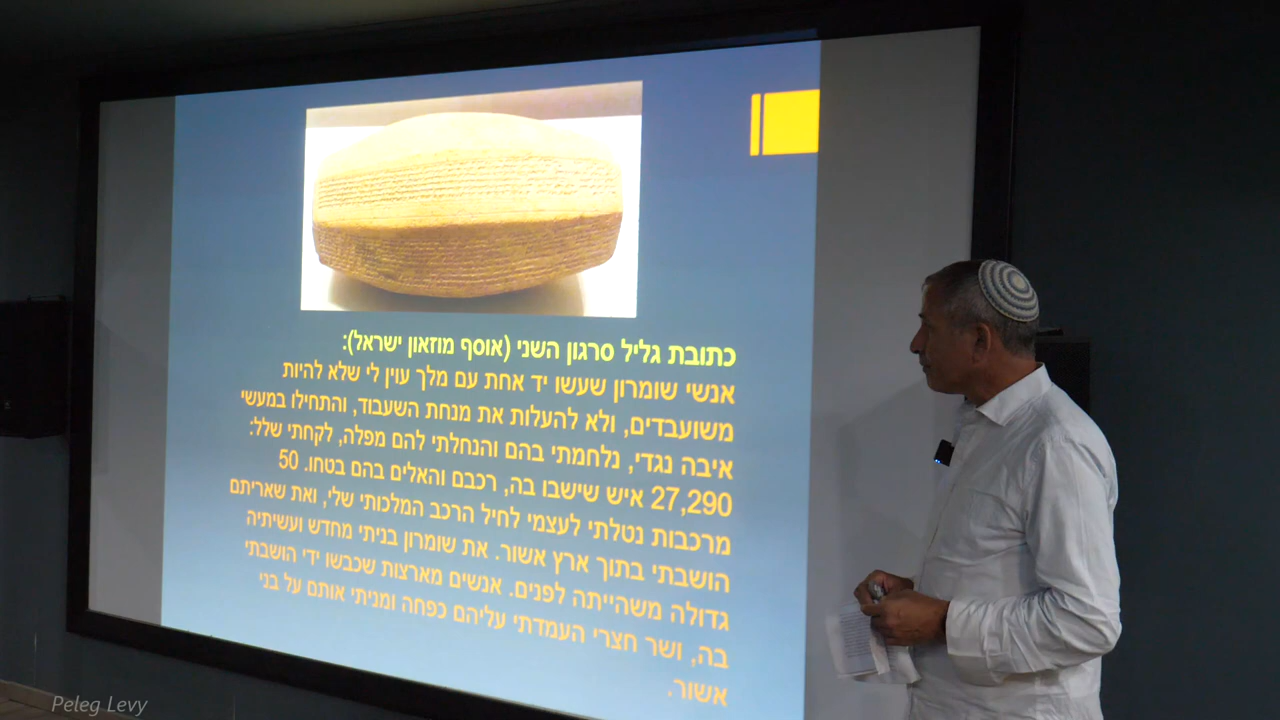 כתובת גליל סרגון השני (אוסף מוזאון ישראל):
אנשי שומרון שעשו יד אחת עם מלך עוין לי שלא להיות
משועבדים, ולא להעלות את מנחת השעבוד, והתחילו במעשי
איבה נגדי, נלחמתי בהם והנחלתי להם מפלה, לקחתי שלל:
27,290 איש שישבו בה, רכבם והאלים בהם בטחו. 50
מרכבות נטלתי לעצמי לחיל הרכב המלכותי שלי, ואת שאריתם
הושבתי בתוך ארץ אשור. את שומרון בניתי מחדש ועשיתיה
גדולה משהייתה לפנים. אנשים מארצות שכבשו ידי הושבתי
בה, ושר חצרי העמדתי עליהם כפחה ומניתי אותם על בני
אשור.
Peleg Levy